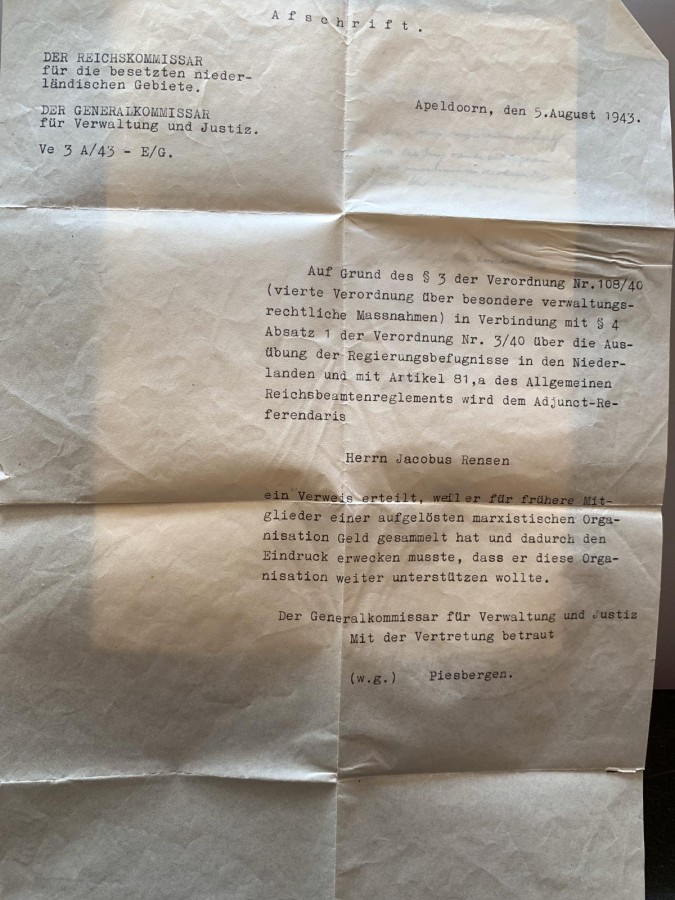 Afschrift.
DER REICHSKOMMISSAR
für die besetzten nieder-
ländischen Gebiete.
DER GENERALKOMMISSAR
für Verwaltung und Justiz.
Ve 3 A/43 - E/G.
Apeldoorn, den 5.August 1943.
Auf Grund des § 3 der Verordnung Nr.108/40
(vierte Verordnung über besondere verwaltungs-
rechtliche Massnahmen) in Verbindung mit § 4
Absatz 1 der Verordnung Nr. 3/40 über die Aus-
übung der Regierungsbefugnisse in den Nieder-
landen und mit Artikel 81,a des Allgemeinen
Reichsbeamtenreglements wird dem Adjunct-Re-
ferendaris
Herrn Jacobus Rensen
ein Verweis erteilt, weil er für frühere Mit-
glieder einer aufgelösten marxistischen Orga-
nisation Geld gesammelt hat und dadurch den
Eindruck erwecken musste, dass er diese Orga-
nisation weiter unterstützen wollte.
Der Generalkommissar für Verwaltung und Justiz
Mit der Vertretung betraut
(w.g.) Piesbergen.